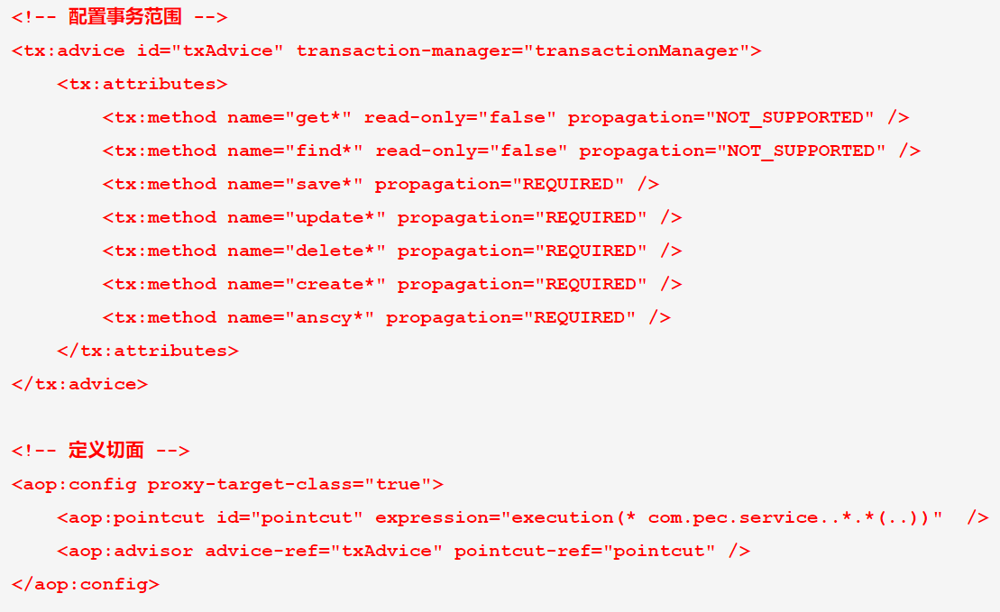 <!-- 配置事务范围 -->
<tx:advice id="txAdvice" transaction-manager="transactionManager">
    <tx:attributes>
        <tx:method name="get*" read-only="false" propagation="NOT_SUPPORTED" />
        <tx:method name="find*" read-only="false" propagation="NOT_SUPPORTED" />
        <tx:method name="save*" propagation="REQUIRED" />
        <tx:method name="update*" propagation="REQUIRED" />
        <tx:method name="delete*" propagation="REQUIRED" />
        <tx:method name="create*" propagation="REQUIRED" />
        <tx:method name="anscy*" propagation="REQUIRED" />
    </tx:attributes>
</tx:advice>

<!-- 定义切面 -->
<aop:config proxy-target-class="true">
    <aop:pointcut id="pointcut" expression="execution(* com.pec.service..*.*(..))"  />
    <aop:advisor advice-ref="txAdvice" pointcut-ref="pointcut" />
</aop:config>